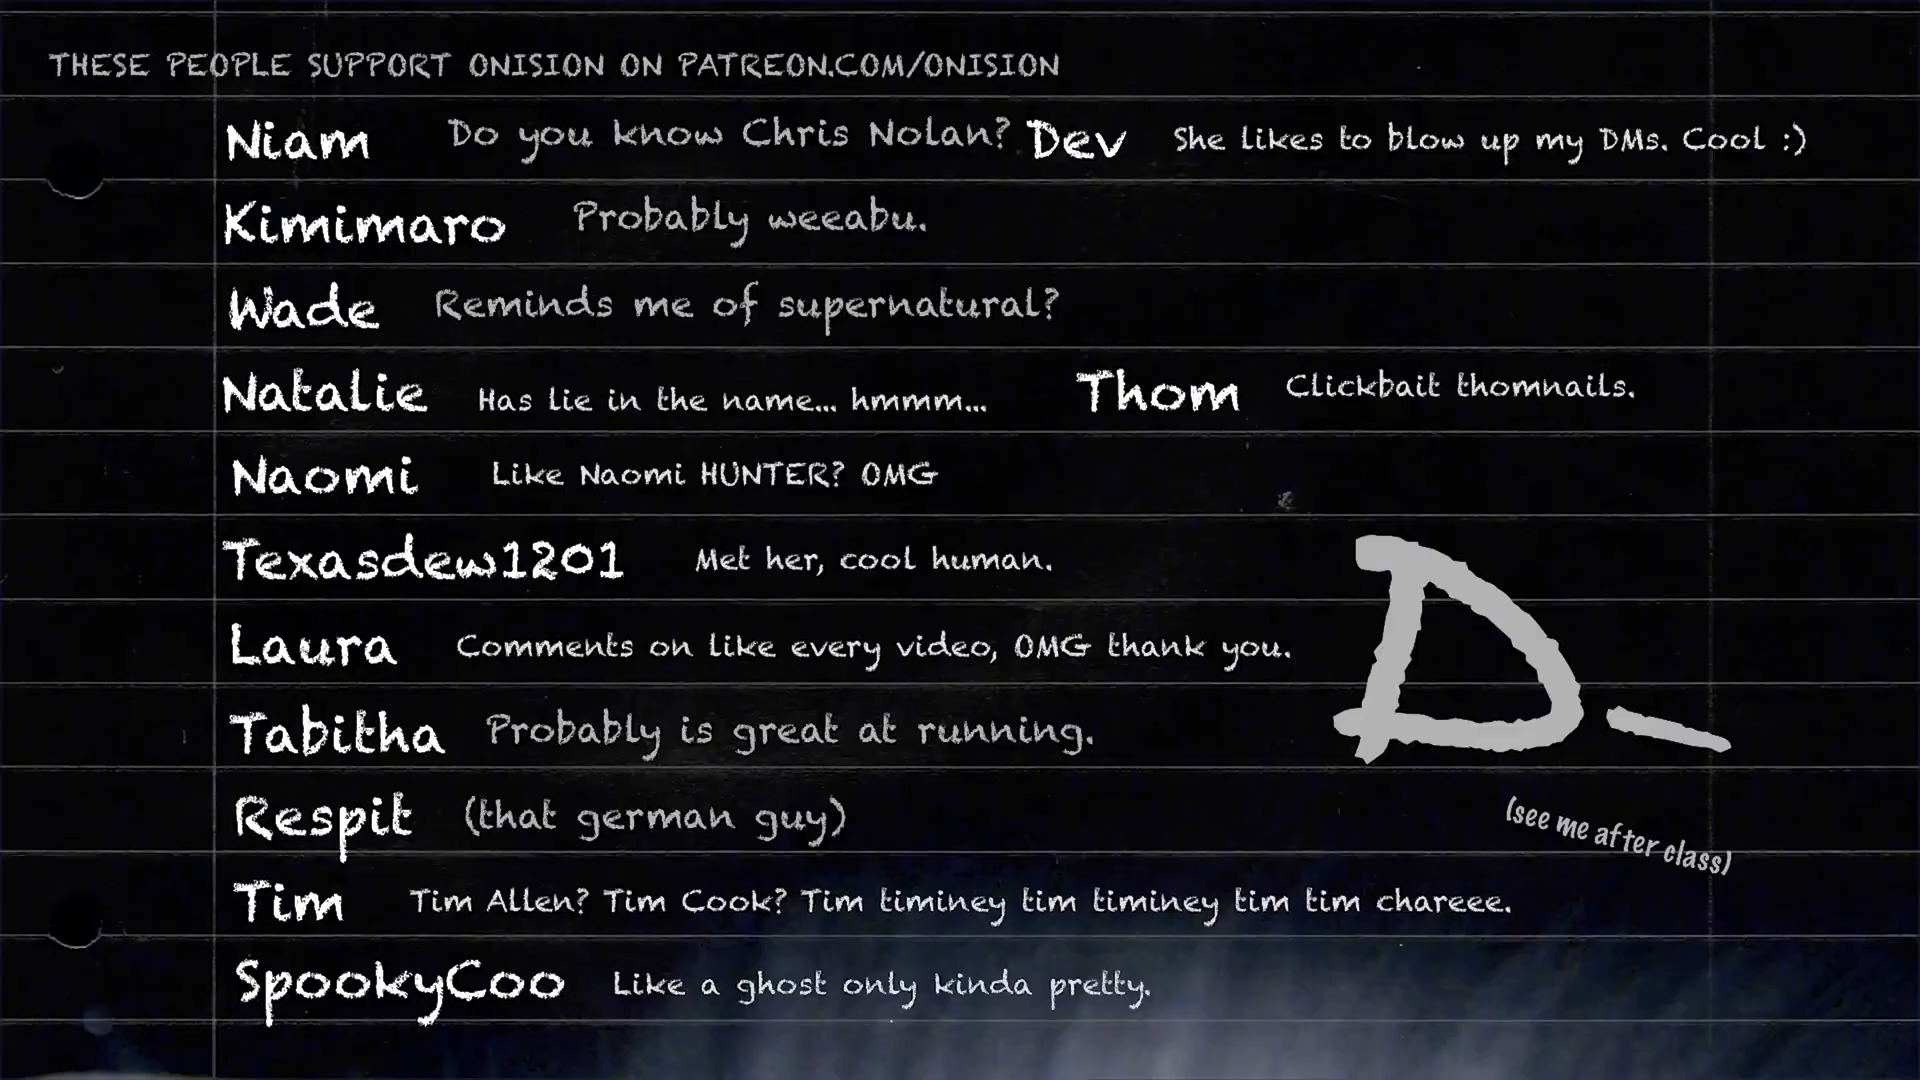 THESE PEOPLE SUPPORT ONISION ON PATREON.COM/ONISION
Niam Do you know Chris Nolan? Dev She likes to blow up my DMs. Cool :)
Kimimaro Probably weeabu.
Wade Reminds me of supernatural?
Natalie Has lie in the name... hmmm... Thom Clickbait thomnails.
Naomi Like Naomi HUNTER? OMG
Texasdew1201 Met her, cool human.
Laura Comments on like every video, OMG thank you.
Tabitha Probably is great at running.
D-
Respit (that german guy)
(see me after class)
Tim Tim Allen? Tim Cook? Tim timiney tim timiney tim tim chareee.
SpookyCoo Like a ghost only kinda pretty.